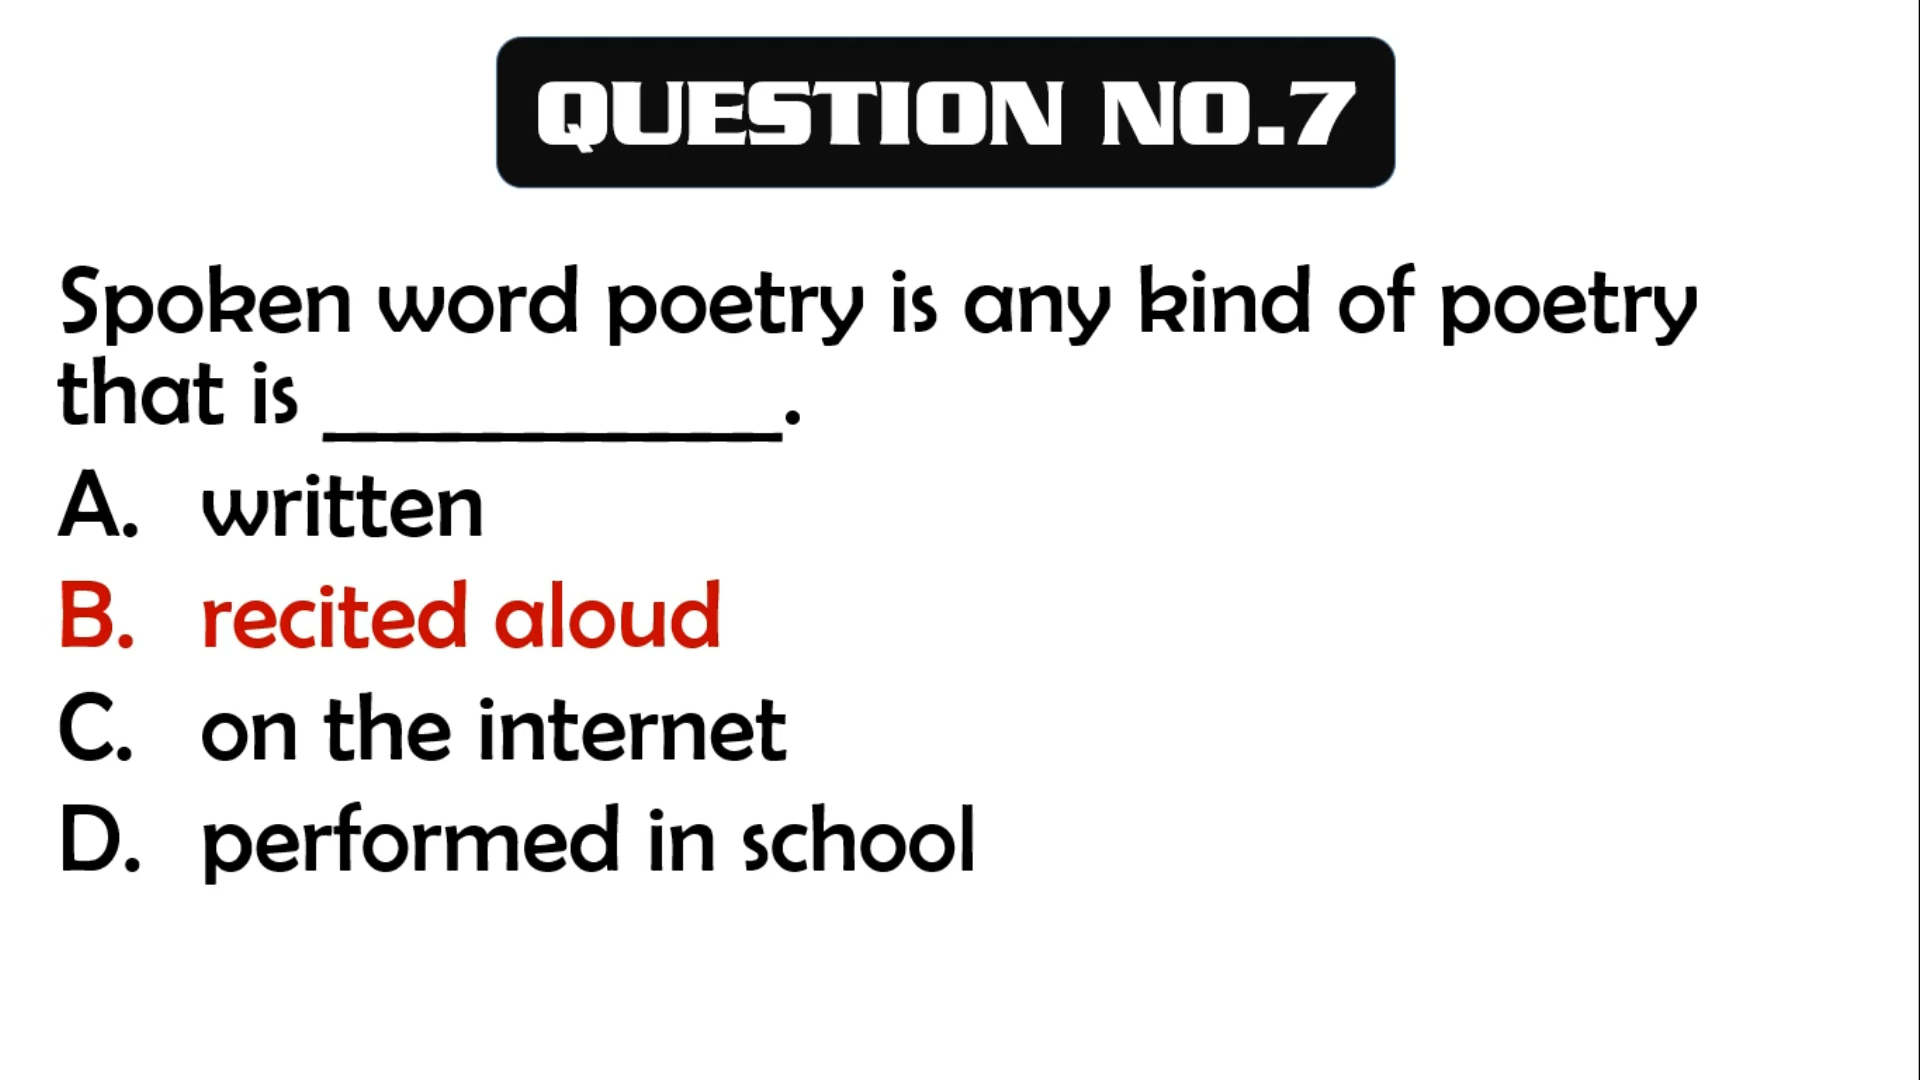 QUESTION NO.7
Spoken word poetry is any kind of poetry
that is ___________.
A. written
B. recited aloud
C. on the internet
D. performed in school